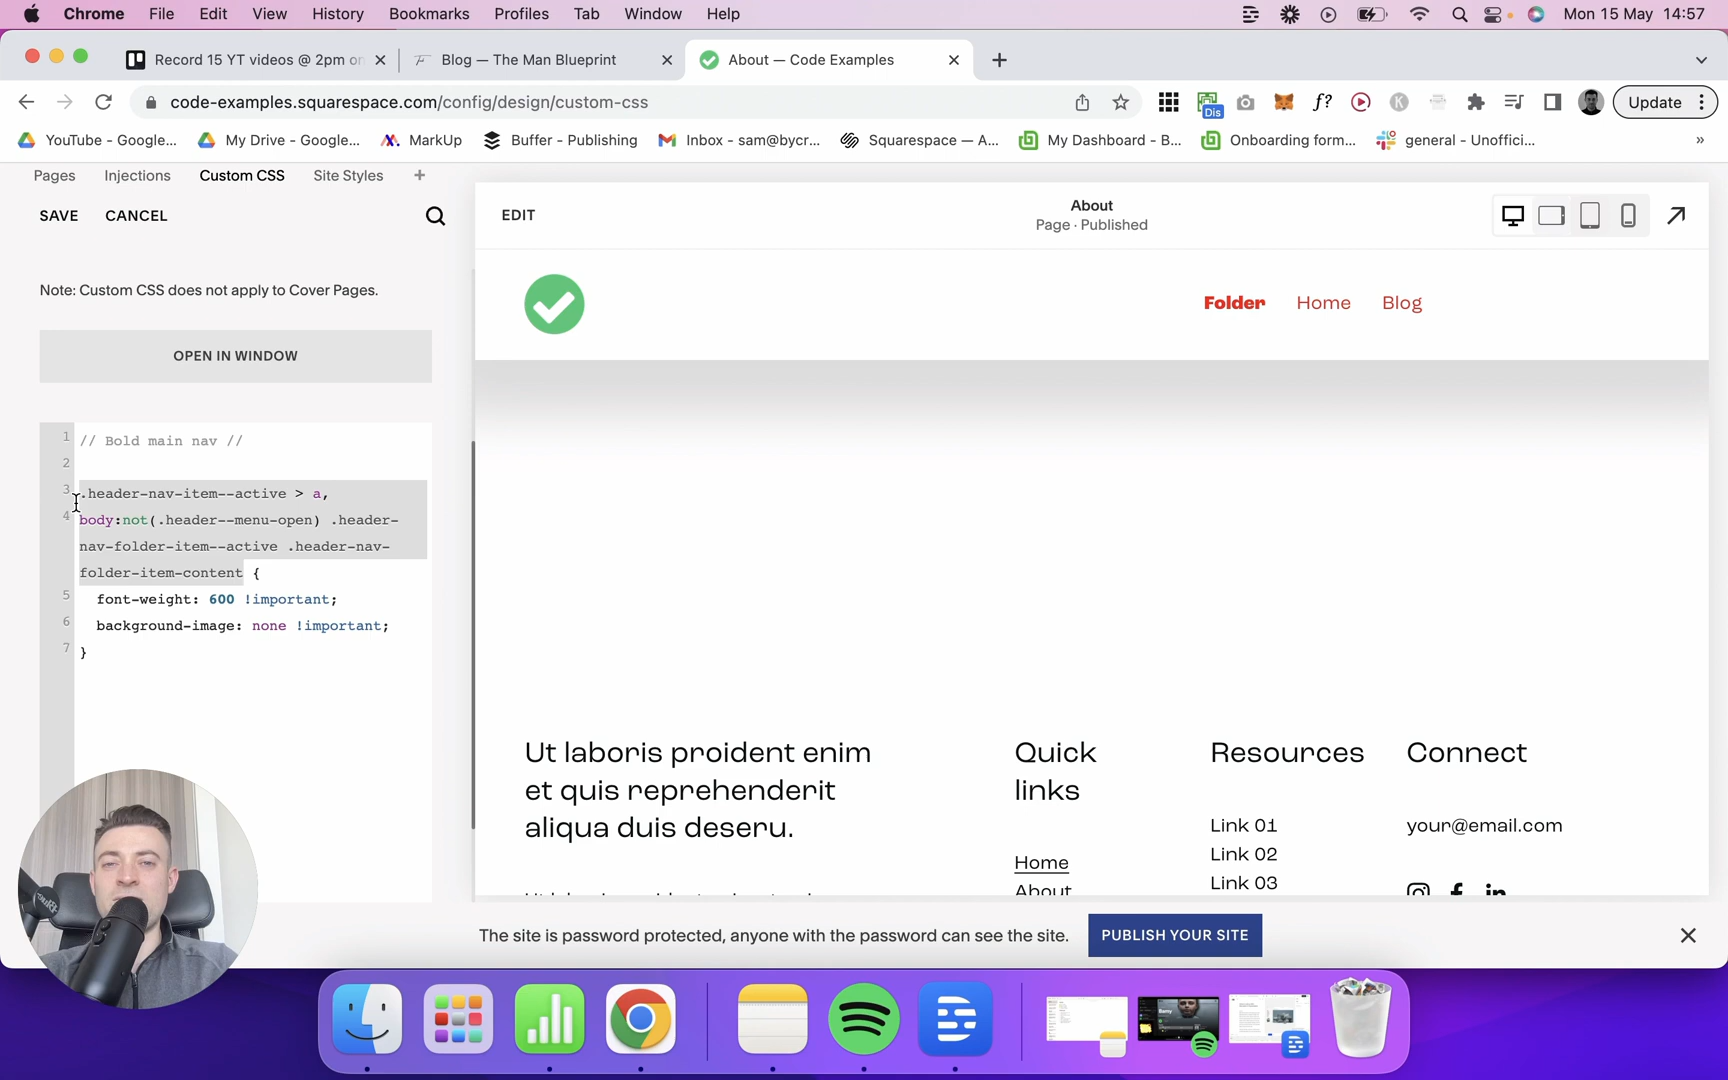 Chrome File Edit View History Bookmarks Profiles Tab Window Help Mon 15 May 14:57
Record 15 YT videos @ 2pm on
Blog — The Man Blueprint
About — Code Examples
code-examples.squarespace.com/config/design/custom-css
Dis
f?
K
Update
YouTube - Google...
My Drive - Google...
MarkUp
Buffer - Publishing
Inbox - sam@bycr...
Squarespace — A...
My Dashboard - B...
Onboarding form...
general - Unoffici...
»
Pages Injections Custom CSS Site Styles +
SAVE CANCEL
EDIT
About
Page · Published
Note: Custom CSS does not apply to Cover Pages.
OPEN IN WINDOW
Folder Home Blog
1 // Bold main nav //
2
3 .header-nav-item--active > a,
4 body:not(.header--menu-open) .header-
nav-folder-item--active .header-nav-
folder-item-content {
5 font-weight: 600 !important;
6 background-image: none !important;
7 }
Ut laboris proident enim
et quis reprehenderit
aliqua duis deseru.
Quick
links
Home
About
Resources
Link 01
Link 02
Link 03
Connect
your@email.com
The site is password protected, anyone with the password can see the site.
PUBLISH YOUR SITE